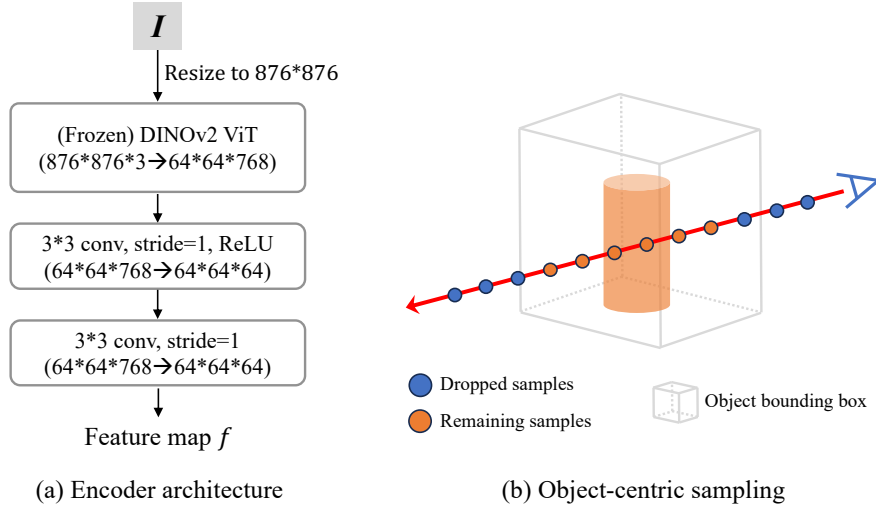 I
Resize to 876*876
(Frozen) DINOv2 ViT
(876*876*3→64*64*768)
3*3 conv, stride=1, ReLU
(64*64*768→64*64*64)
3*3 conv, stride=1
(64*64*768→64*64*64)
Feature map f
(a) Encoder architecture
Dropped samples
Remaining samples
Object bounding box
(b) Object-centric sampling